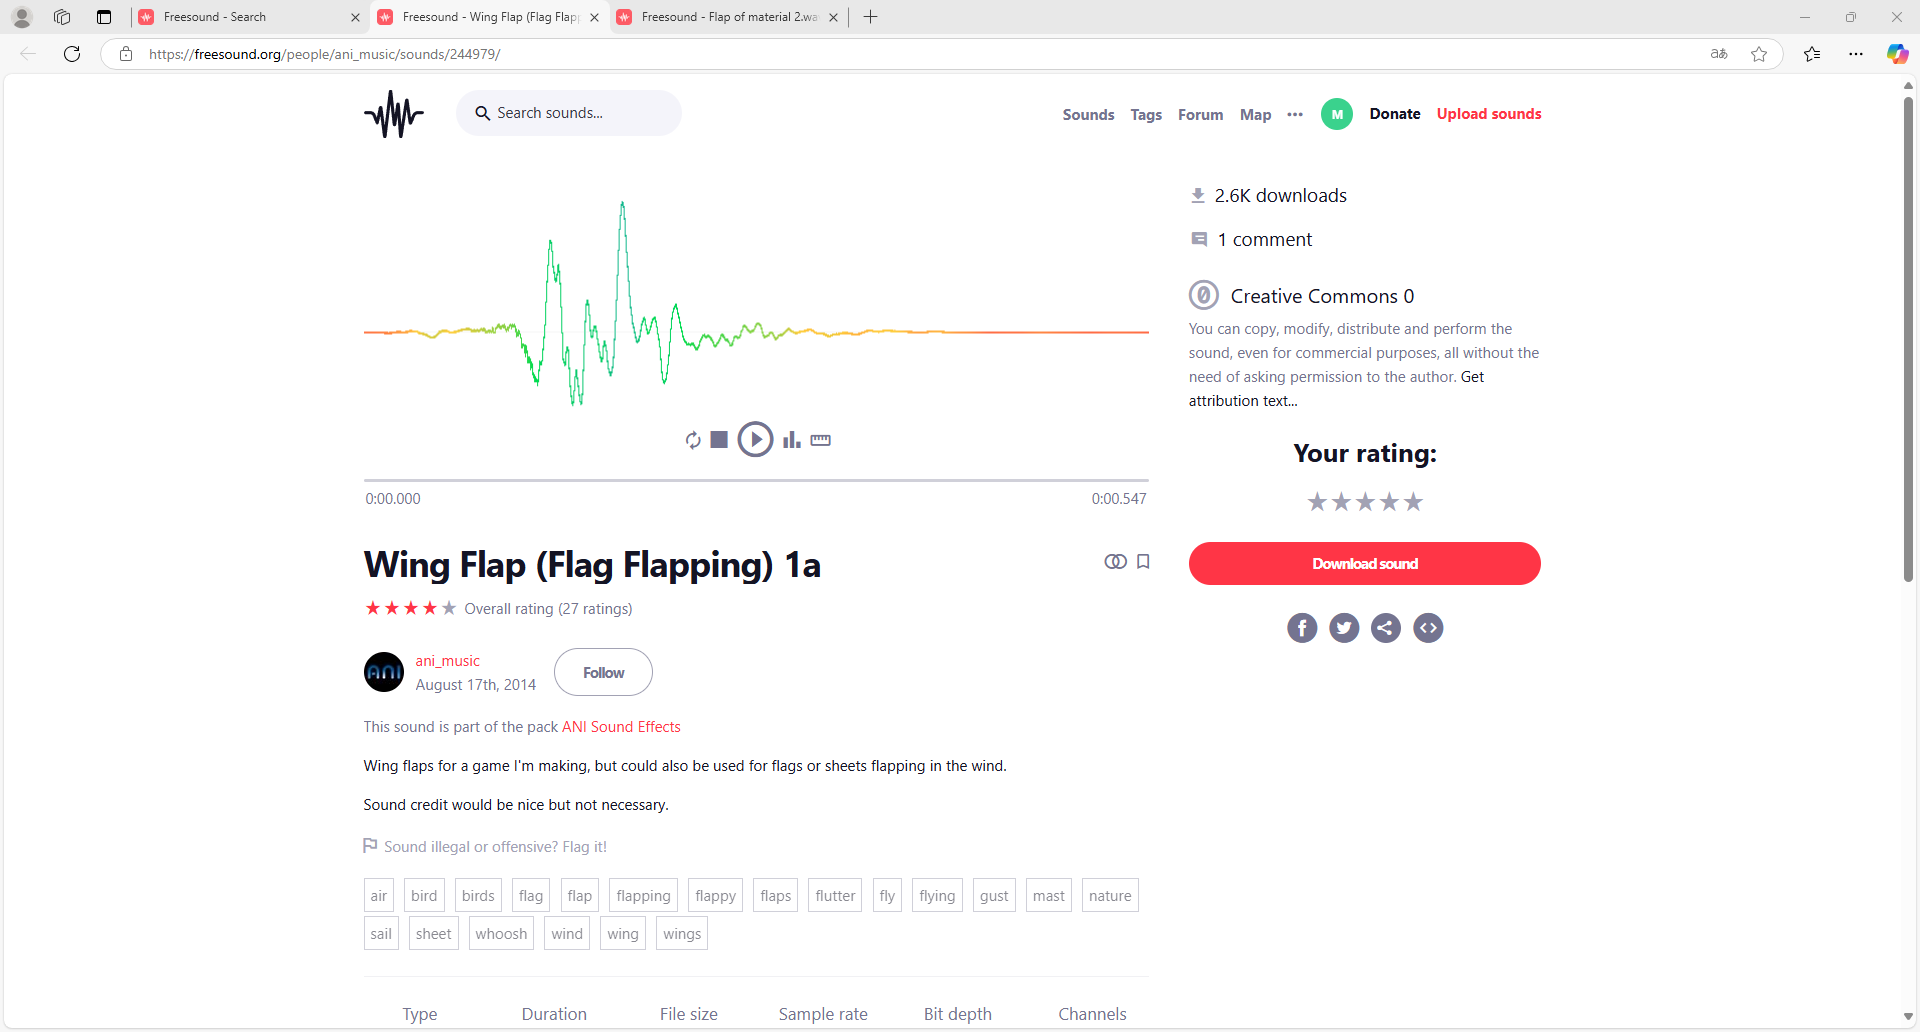 Freesound - Search
Freesound - Wing Flap (Flag Flapp
Freesound - Flap of material 2.wa
https://freesound.org/people/ani_music/sounds/244979/
Search sounds...
Sounds
Tags
Forum
Map
M
Donate
Upload sounds
2.6K downloads
1 comment
Creative Commons 0
You can copy, modify, distribute and perform the
sound, even for commercial purposes, all without the
need of asking permission to the author. Get
attribution text...
Your rating:
Download sound
0:00.000
0:00.547
Wing Flap (Flag Flapping) 1a
Overall rating (27 ratings)
ANI
ani_music
August 17th, 2014
Follow
This sound is part of the pack ANI Sound Effects
Wing flaps for a game I'm making, but could also be used for flags or sheets flapping in the wind.
Sound credit would be nice but not necessary.
Sound illegal or offensive? Flag it!
air bird birds flag flap flapping flappy flaps flutter fly flying gust mast nature
sail sheet whoosh wind wing wings
Type Duration File size Sample rate Bit depth Channels